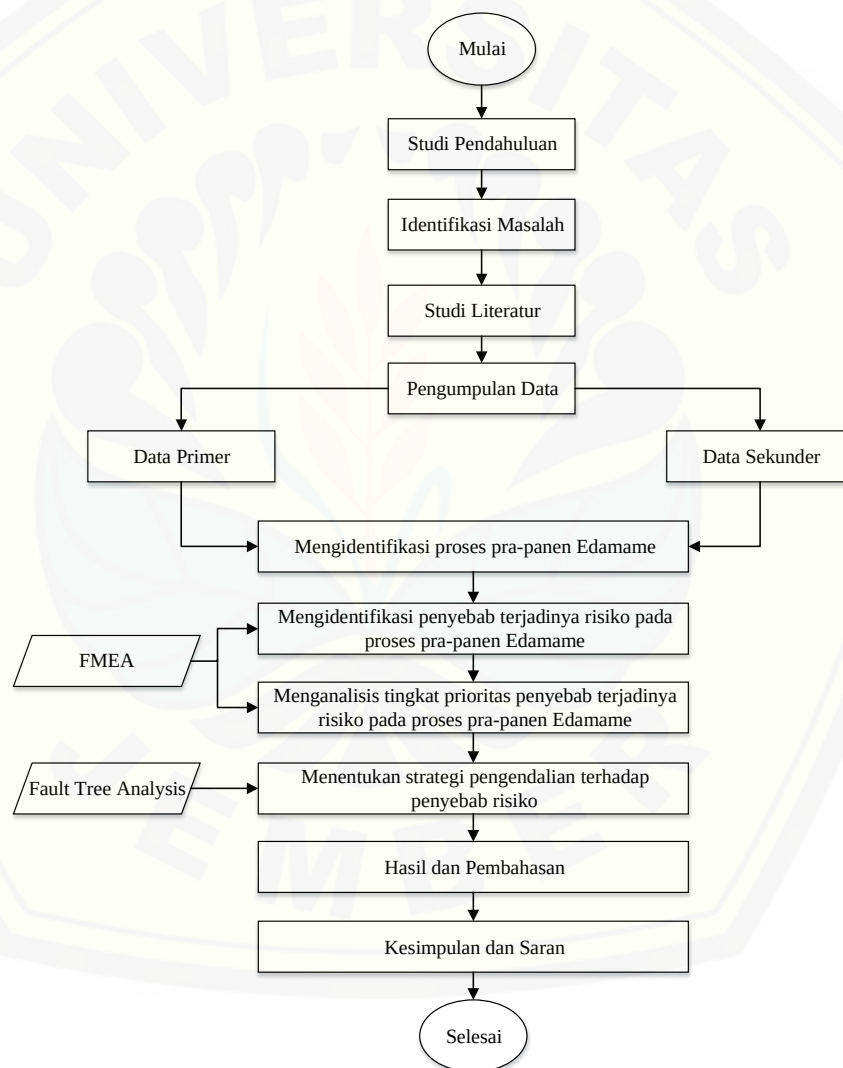 UNIVERSITAS
Mulai
Studi Pendahuluan
Identifikasi Masalah
Studi Literatur
Pengumpulan Data
Data Primer
Data Sekunder
Mengidentifikasi proses pra-panen Edamame
Mengidentifikasi penyebab terjadinya risiko pada
proses pra-panen Edamame
FMEA
Menganalisis tingkat prioritas penyebab terjadinya
risiko pada proses pra-panen Edamame
Fault Tree Analysis
Menentukan strategi pengendalian terhadap
penyebab risiko
JEMBER
Hasil dan Pembahasan
Kesimpulan dan Saran
Selesai